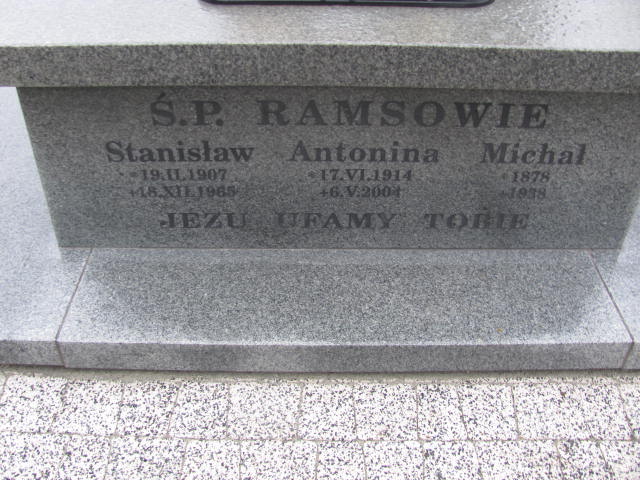 Ś.P. RAMSOWIE
Stanisław Antonina Michał
*19.II.1907 *17.VI.1914 *1878
+18.XII.1965 +6.V.2004 +1938
JEZU UFAMY TOBIE